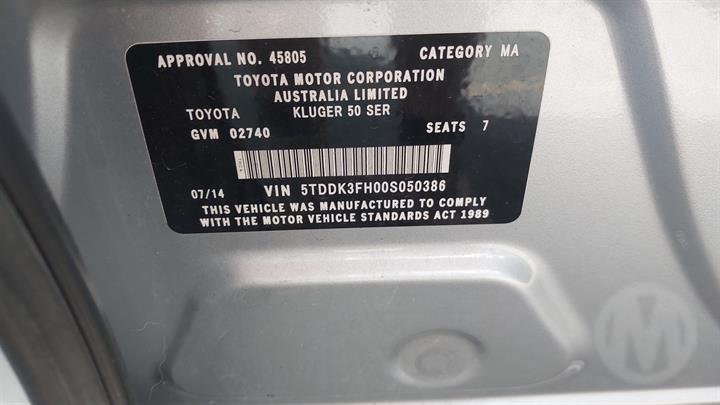 APPROVAL NO. 45805 CATEGORY MA
TOYOTA MOTOR CORPORATION
AUSTRALIA LIMITED
TOYOTA KLUGER 50 SER
GVM 02740 SEATS 7
07/14 VIN 5TDDK3FH00S050386
THIS VEHICLE WAS MANUFACTURED TO COMPLY
WITH THE MOTOR VEHICLE STANDARDS ACT 1989
M